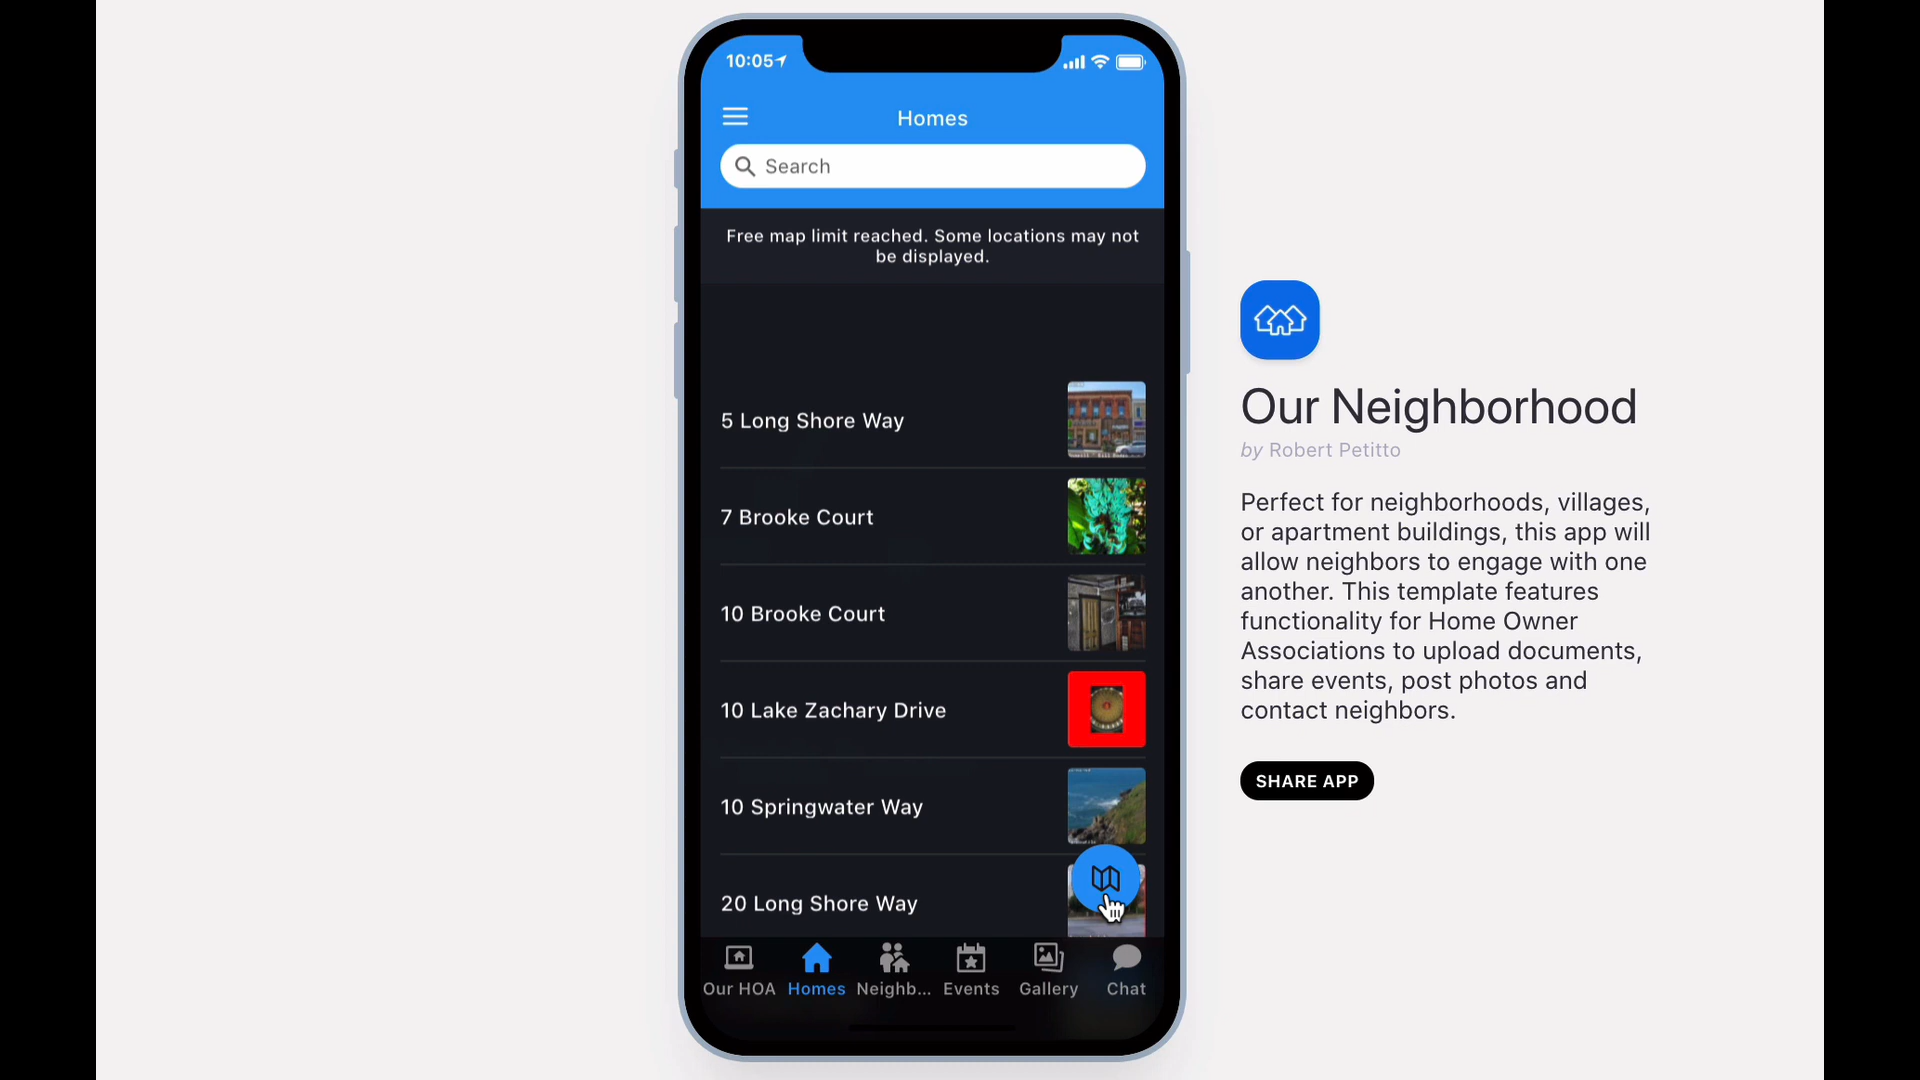 10:05
Homes
Search
Free map limit reached. Some locations may not
be displayed.
5 Long Shore Way
7 Brooke Court
10 Brooke Court
10 Lake Zachary Drive
10 Springwater Way
20 Long Shore Way
Our HOA Homes Neighb... Events Gallery Chat
Our Neighborhood
by Robert Petitto
Perfect for neighborhoods, villages,
or apartment buildings, this app will
allow neighbors to engage with one
another. This template features
functionality for Home Owner
Associations to upload documents,
share events, post photos and
contact neighbors.
SHARE APP